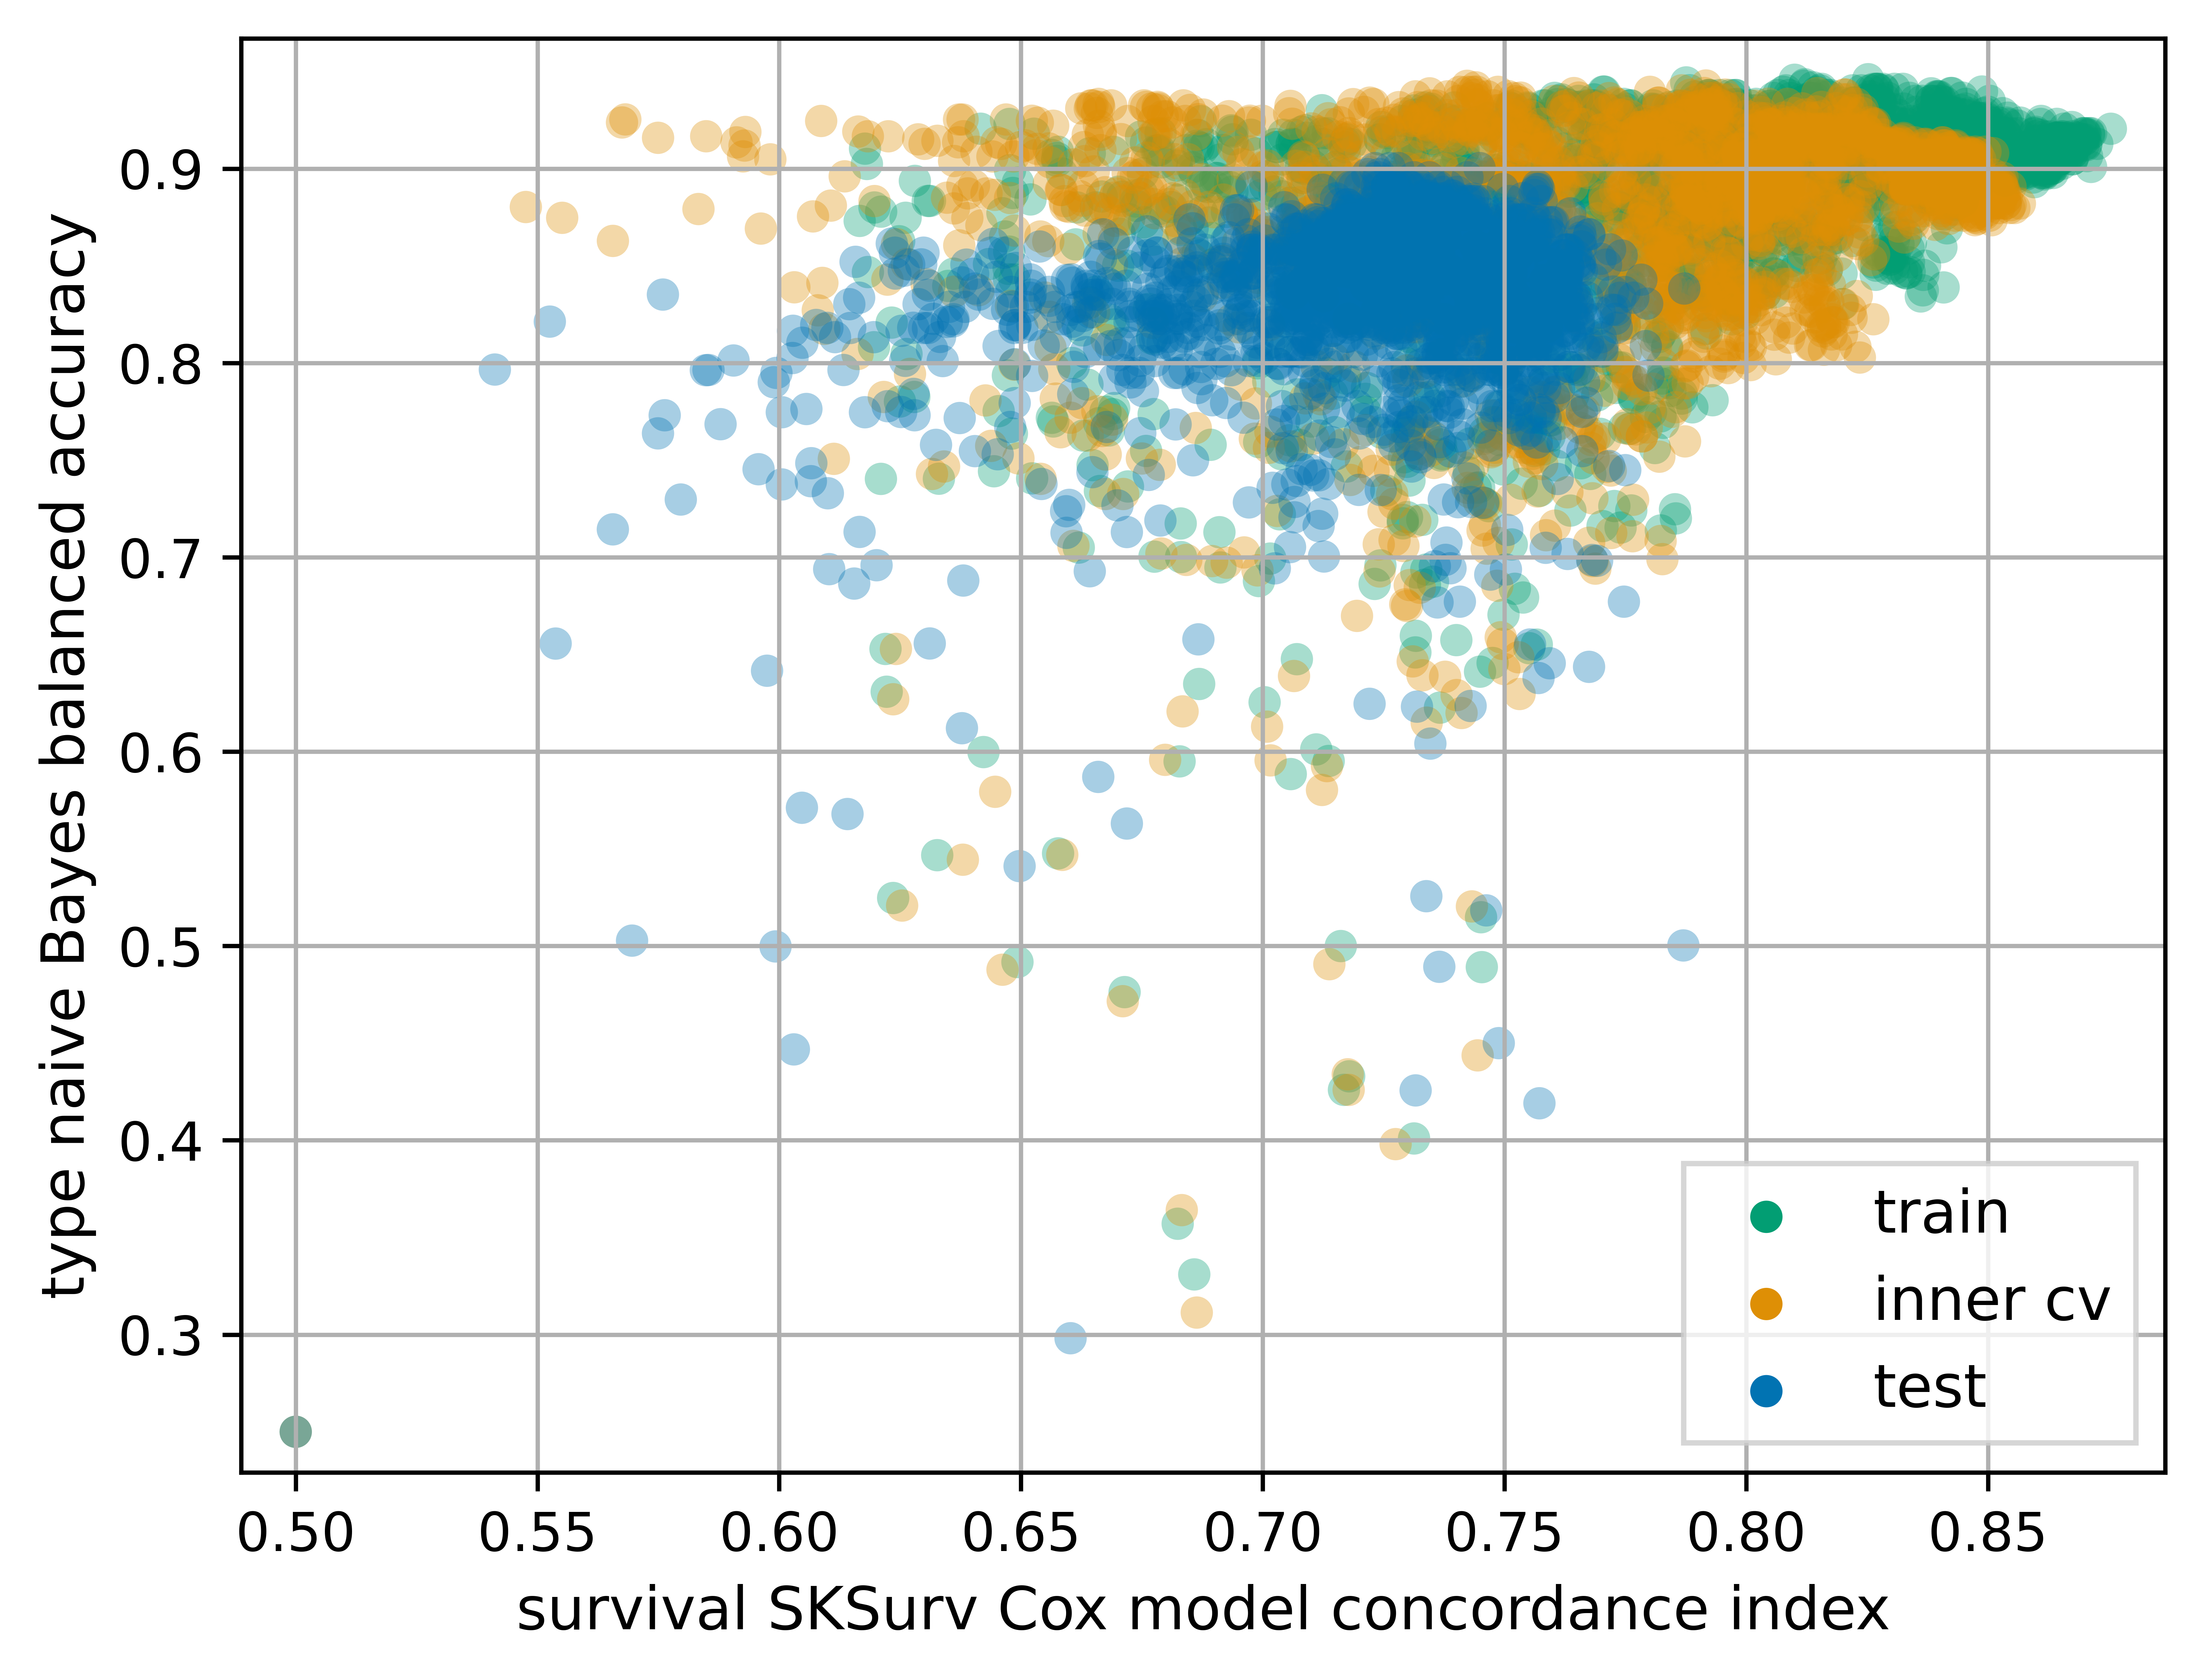 type naive Bayes balanced accuracy
0.9
0.8
0.7
0.6
0.5
0.4
0.3
0.50 0.55 0.60 0.65 0.70 0.75 0.80 0.85
survival SKSurv Cox model concordance index
train
inner cv
test